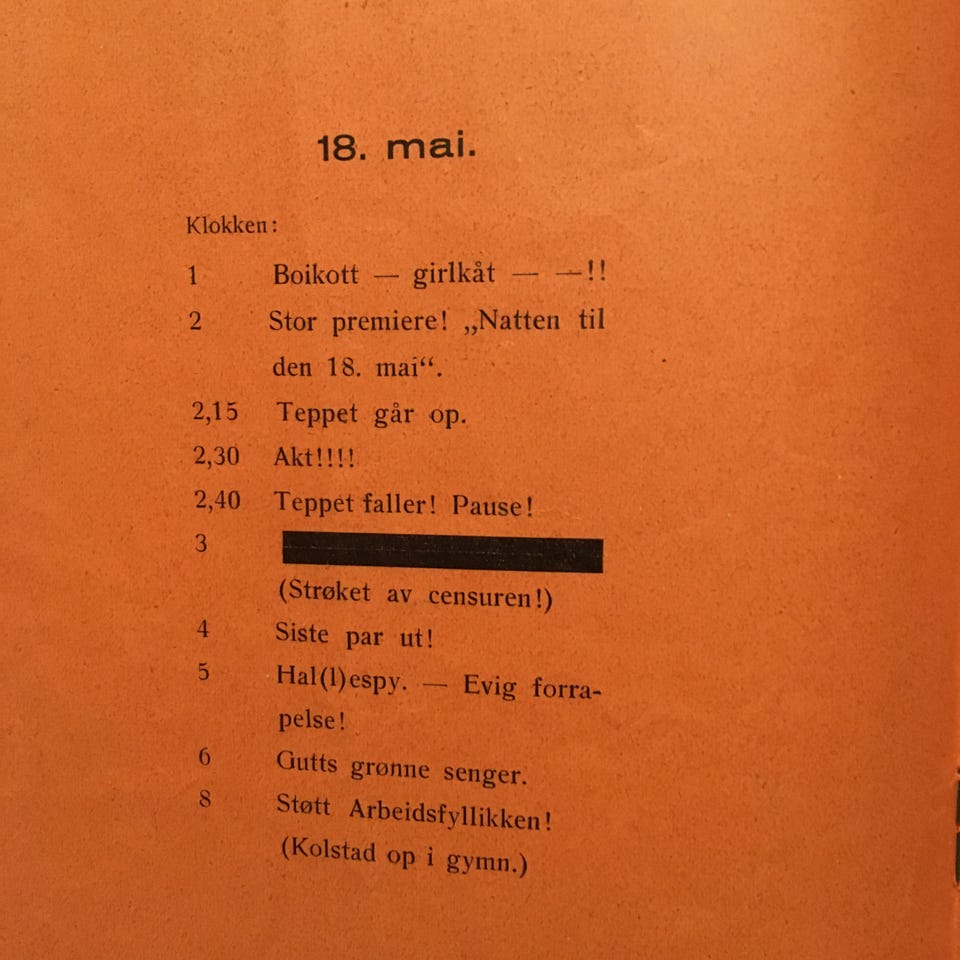 18. mai.
Klokken:
1 Boikott — girlkåt — —!!
2 Stor premiere! „Natten til
den 18. mai“.
2,15 Teppet går op.
2,30 Akt!!!!
2,40 Teppet faller! Pause!
3
(Strøket av censuren!)
4 Siste par ut!
5 Hal(l)espy. — Evig forra-
pelse!
6 Gutts grønne senger.
8 Støtt Arbeidsfyllikken!
(Kolstad op i gymn.)